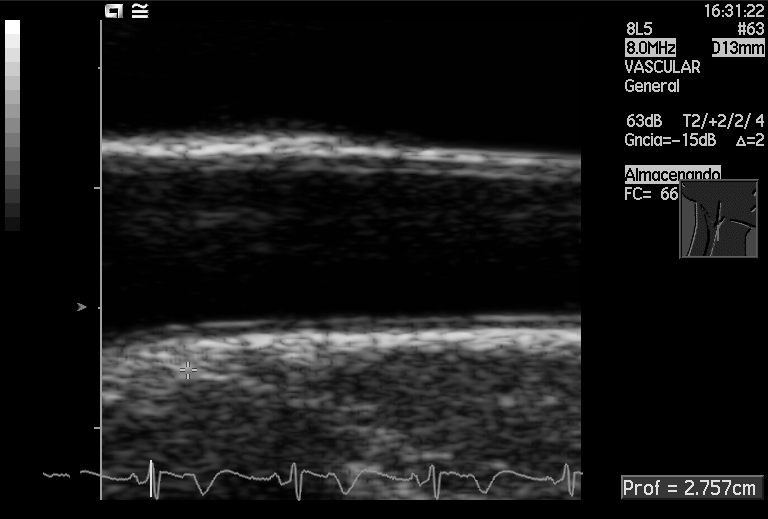 16:31:22
8L5 #63
8.0MHz D13mm
VASCULAR
General
63dB T2/+2/2/4
Gncia=-15dB Δ=2
Almacenando
FC= 66
Prof = 2.757cm